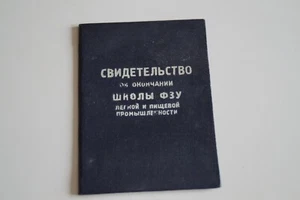 СВИДЕТЕЛЬСТВО
ОБ ОКОНЧАНИИ
ШКОЛЫ ФЗУ
ЛЕГКОЙ И ПИЩЕВОЙ
ПРОМЫШЛЕННОСТИ